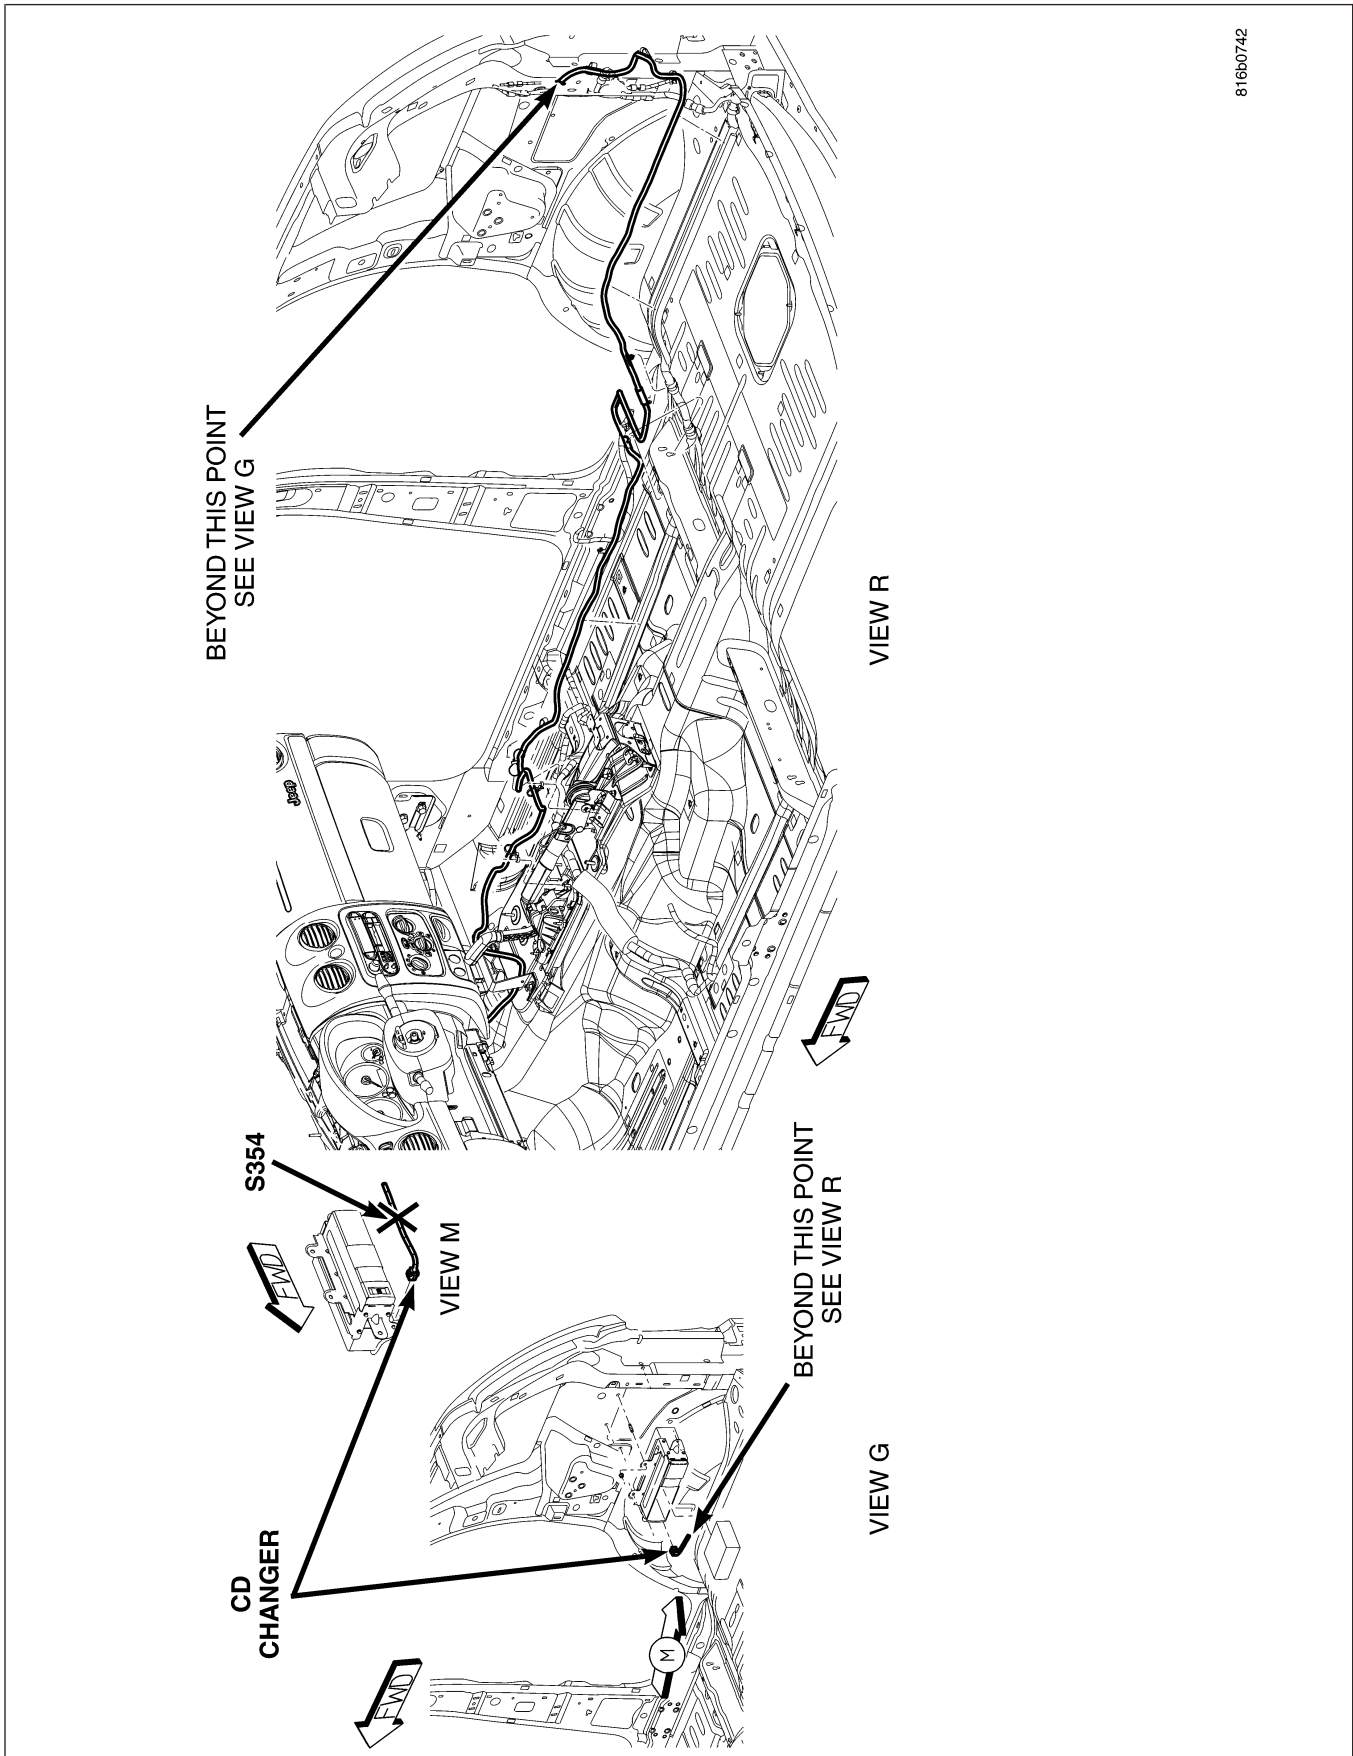 BEYOND THIS POINT
SEE VIEW G
Jeep
VIEW R
FWD
816b0742
S354
FWD
VIEW M
CD
CHANGER
FWD
M
BEYOND THIS POINT
SEE VIEW R
VIEW G